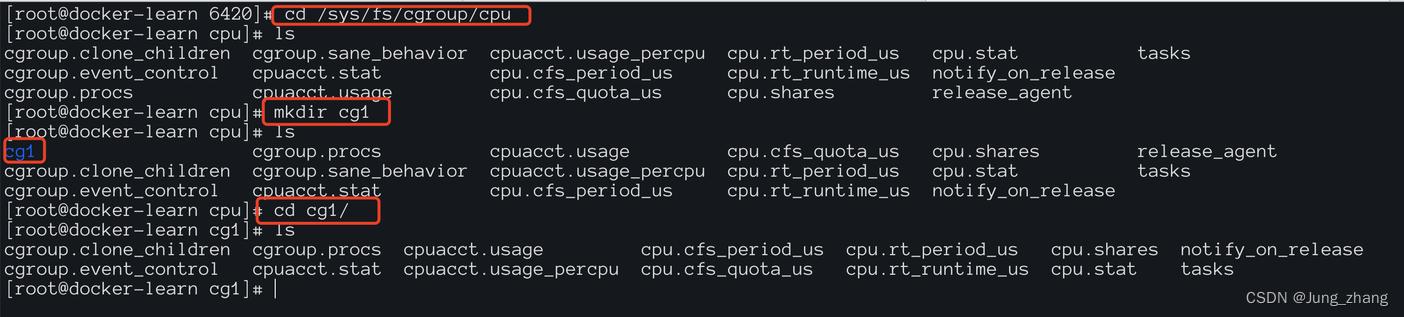 [root@docker-learn 6420]# cd /sys/fs/cgroup/cpu
[root@docker-learn cpu]# ls
cgroup.clone_children cgroup.sane_behavior cpuacct.usage_percpu cpu.rt_period_us cpu.stat tasks
cgroup.event_control cpuacct.stat cpu.cfs_period_us cpu.rt_runtime_us notify_on_release
cgroup.procs cpuacct.usage cpu.cfs_quota_us cpu.shares release_agent
[root@docker-learn cpu]# mkdir cg1
[root@docker-learn cpu]# ls
cg1 cgroup.procs cpuacct.usage cpu.cfs_quota_us cpu.shares release_agent
cgroup.clone_children cgroup.sane_behavior cpuacct.usage_percpu cpu.rt_period_us cpu.stat tasks
cgroup.event_control cpuacct.stat cpu.cfs_period_us cpu.rt_runtime_us notify_on_release
[root@docker-learn cpu]# cd cg1/
[root@docker-learn cg1]# ls
cgroup.clone_children cgroup.procs cpuacct.usage cpu.cfs_period_us cpu.rt_period_us cpu.shares notify_on_release
cgroup.event_control cpuacct.stat cpuacct.usage_percpu cpu.cfs_quota_us cpu.rt_runtime_us cpu.stat tasks
[root@docker-learn cg1]#
CSDN @Jung_zhang